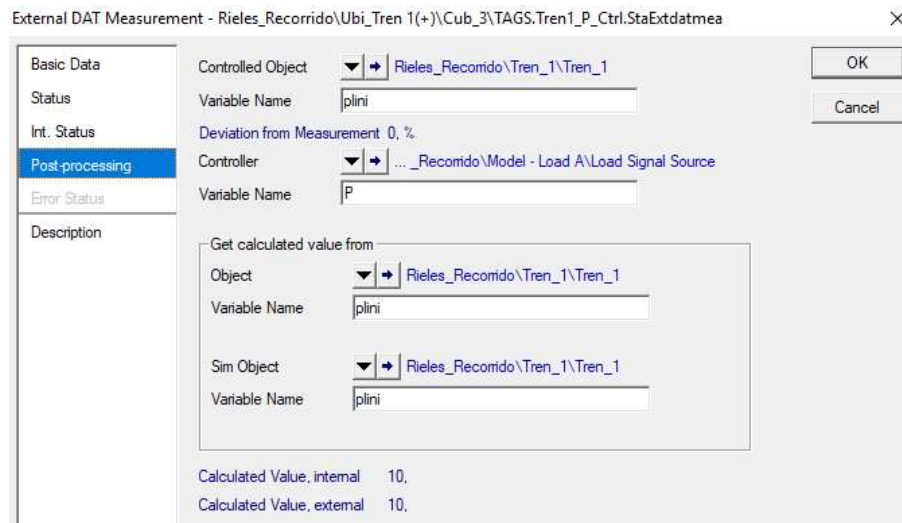 External DAT Measurement - Rieles_Recorrido\Ubi_Tren 1(+)\Cub_3\TAGS.Tren1_P_Ctrl.StaExtdatmea
Basic Data
Status
Int. Status
Post-processing
Error Status
Description
Controlled Object Rieles_Recorrido\Tren_1\Tren_1
Variable Name plini
Deviation from Measurement 0, %
Controller ... _Recorrido\Model - Load A\Load Signal Source
Variable Name P
Get calculated value from
Object Rieles_Recorrido\Tren_1\Tren_1
Variable Name plini
Sim Object Rieles_Recorrido\Tren_1\Tren_1
Variable Name plini
Calculated Value, internal 10,
Calculated Value, external 10,
OK
Cancel